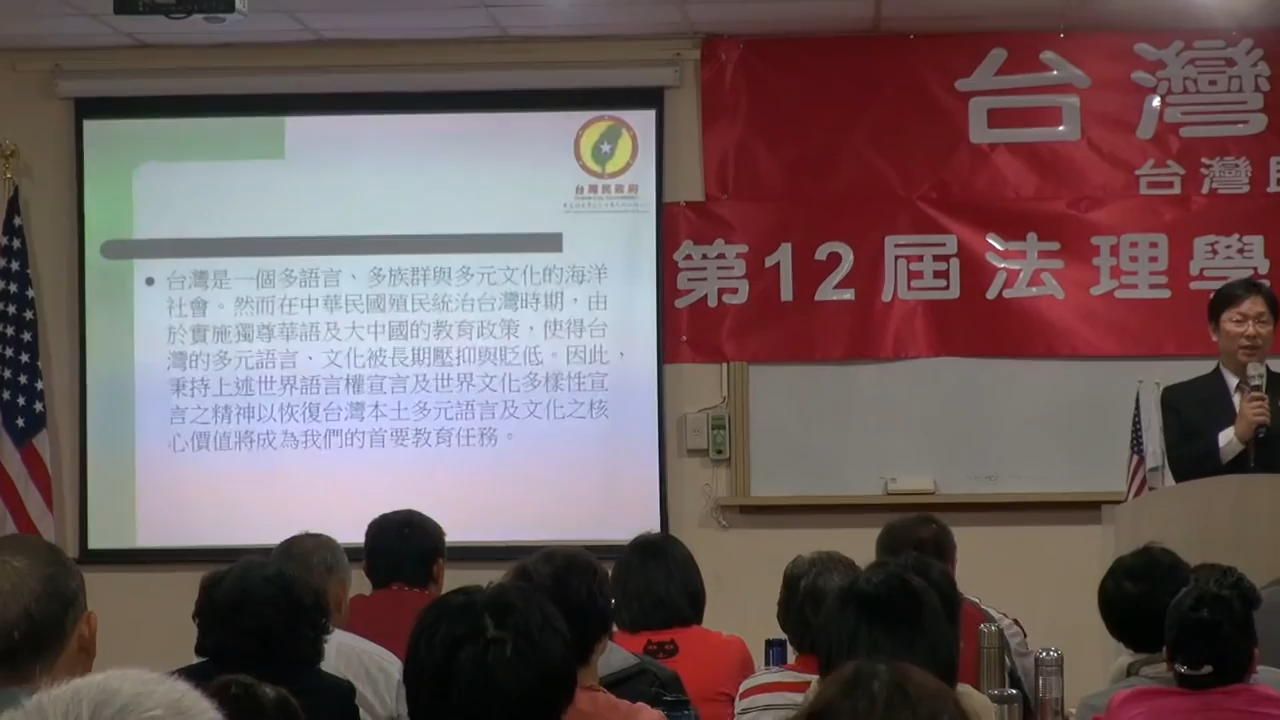 台灣民政府
台灣是一個多語言、多族群與多元文化的海洋
社會。然而在中華民國殖民統治台灣時期，由
於實施獨尊華語及大中國的教育政策，使得台
灣的多元語言、文化被長期壓抑與貶低。因此，
秉持上述世界語言權宣言及世界文化多樣性宣
言之精神以恢復台灣本土多元語言及文化之核
心價值將成為我們的首要教育任務。
台灣
台灣民
第12屆法理學